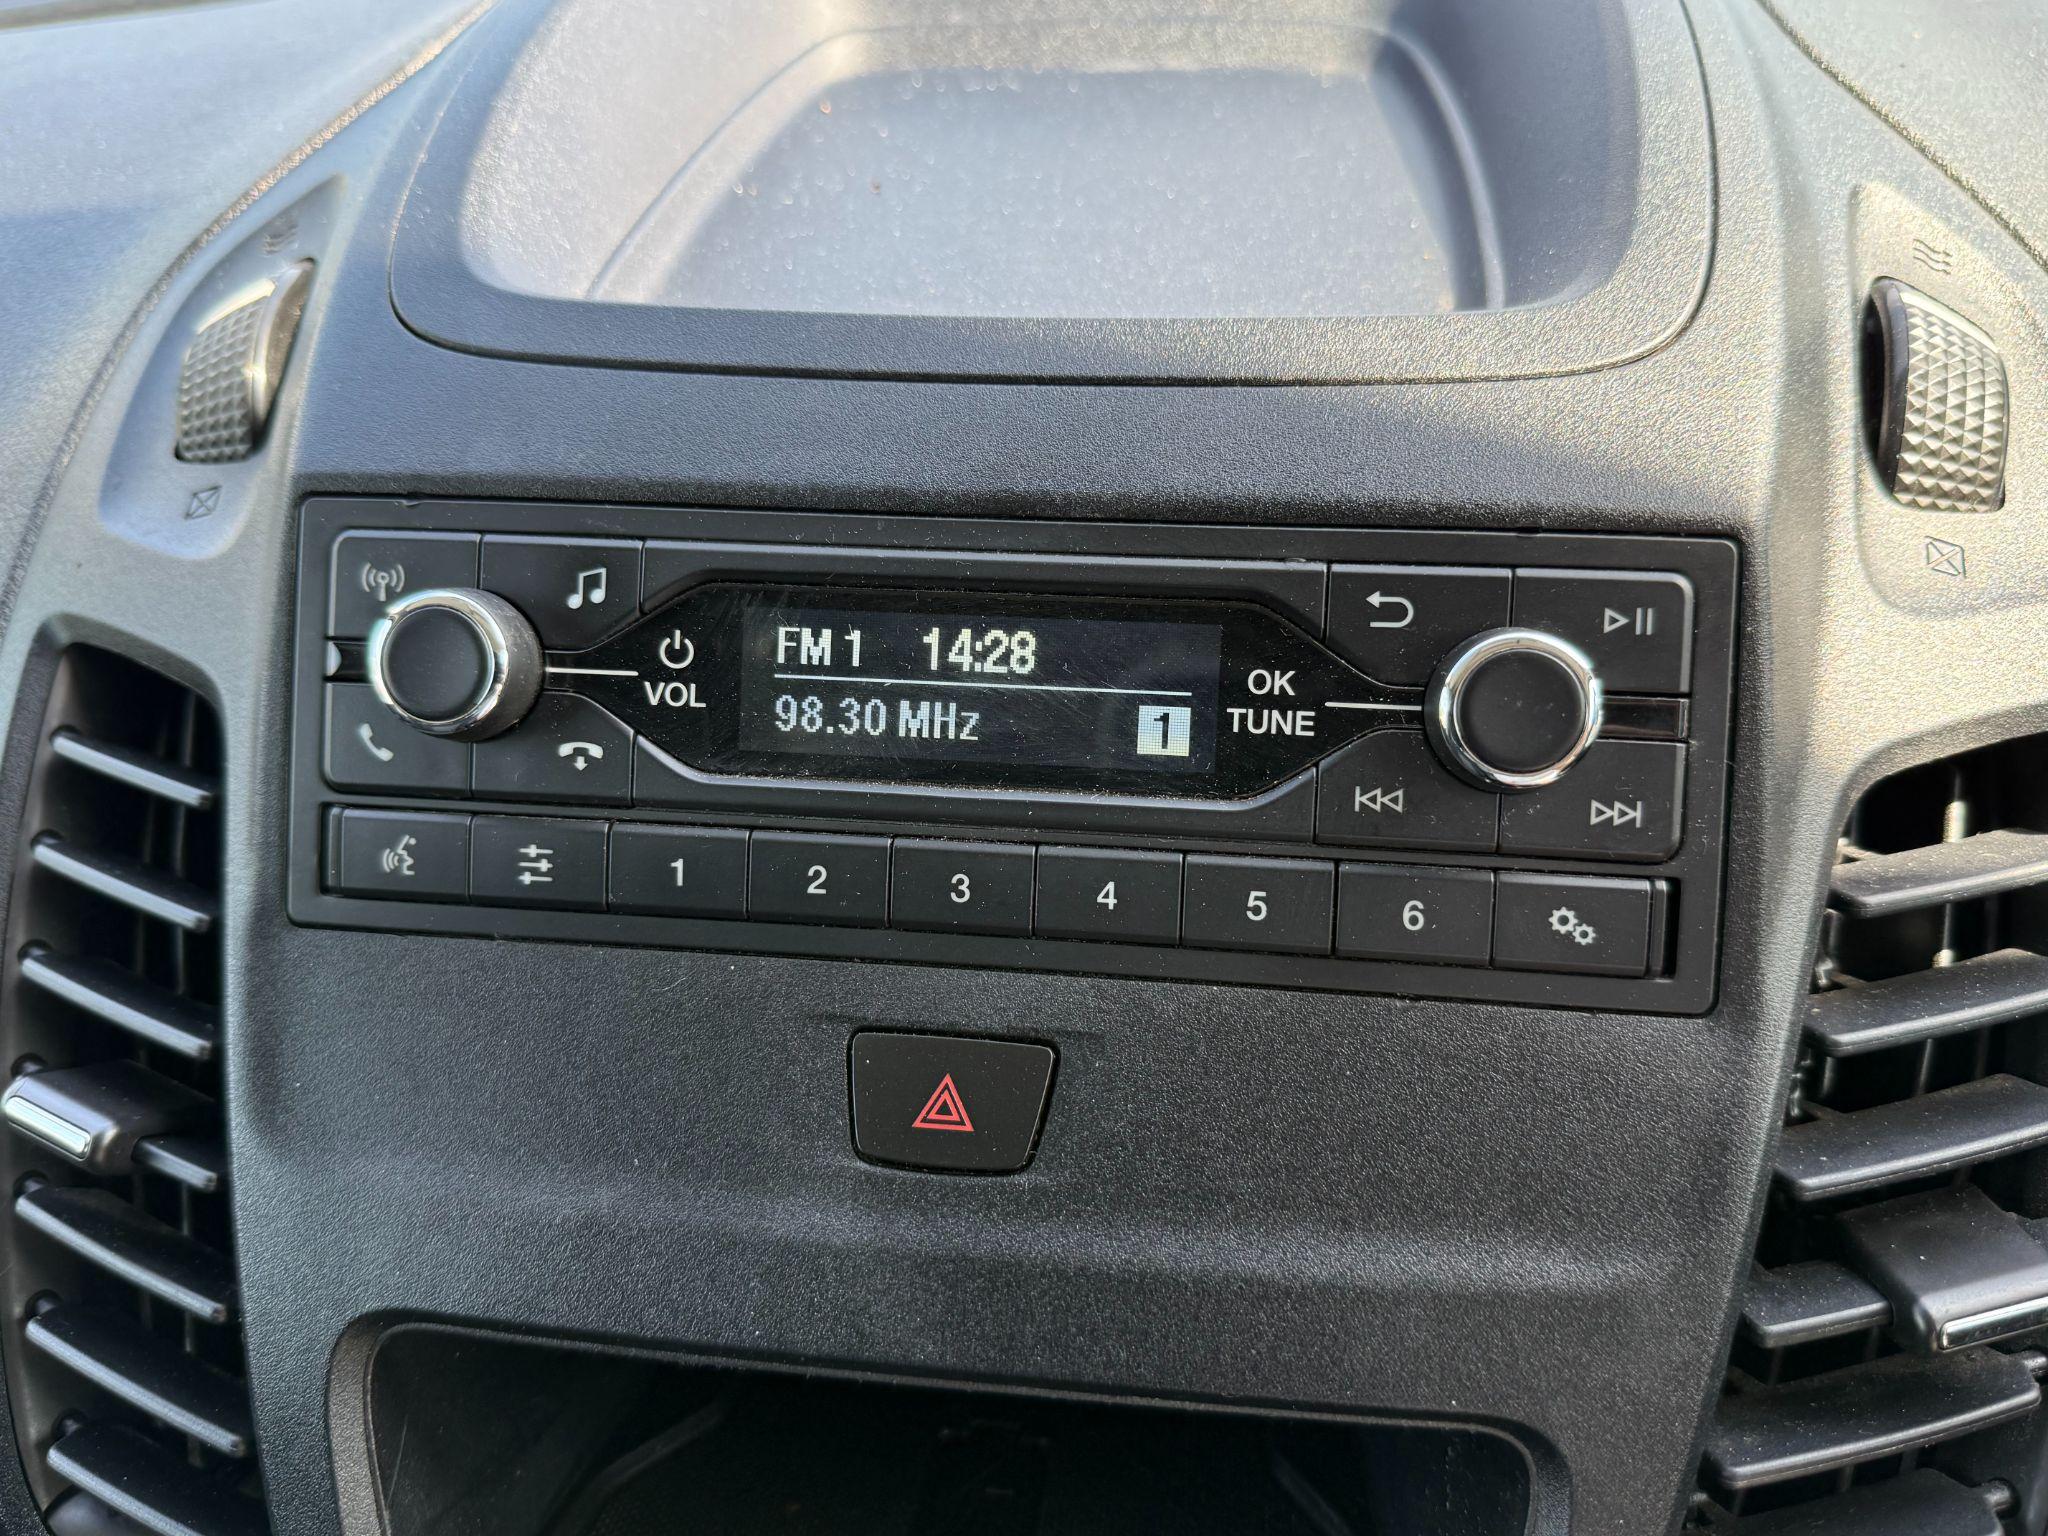 FM 1 14:28
98.30 MHz 1
VOL
OK
TUNE
1 2 3 4 5 6